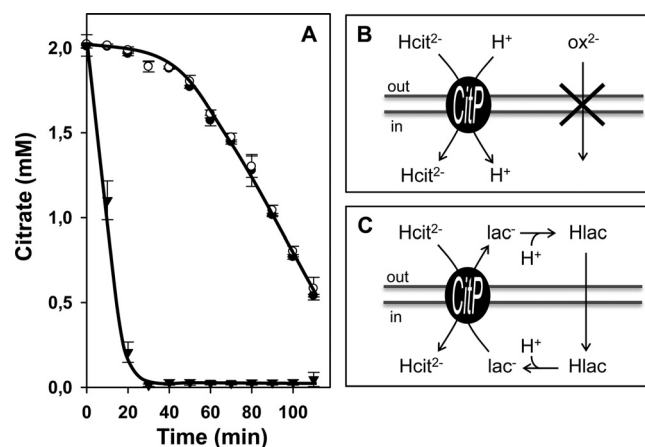 A
2,0
1,5
1,0
0,5
0,0
Citrate (mM)
0 20 40 60 80 100
Time (min)
B
Hcit2- H+ ox2-
out
CitP
in
Hcit2- H+
C
Hcit2- lac- Hlac
H+
out
CitP
in
H+
Hcit2- lac- Hlac